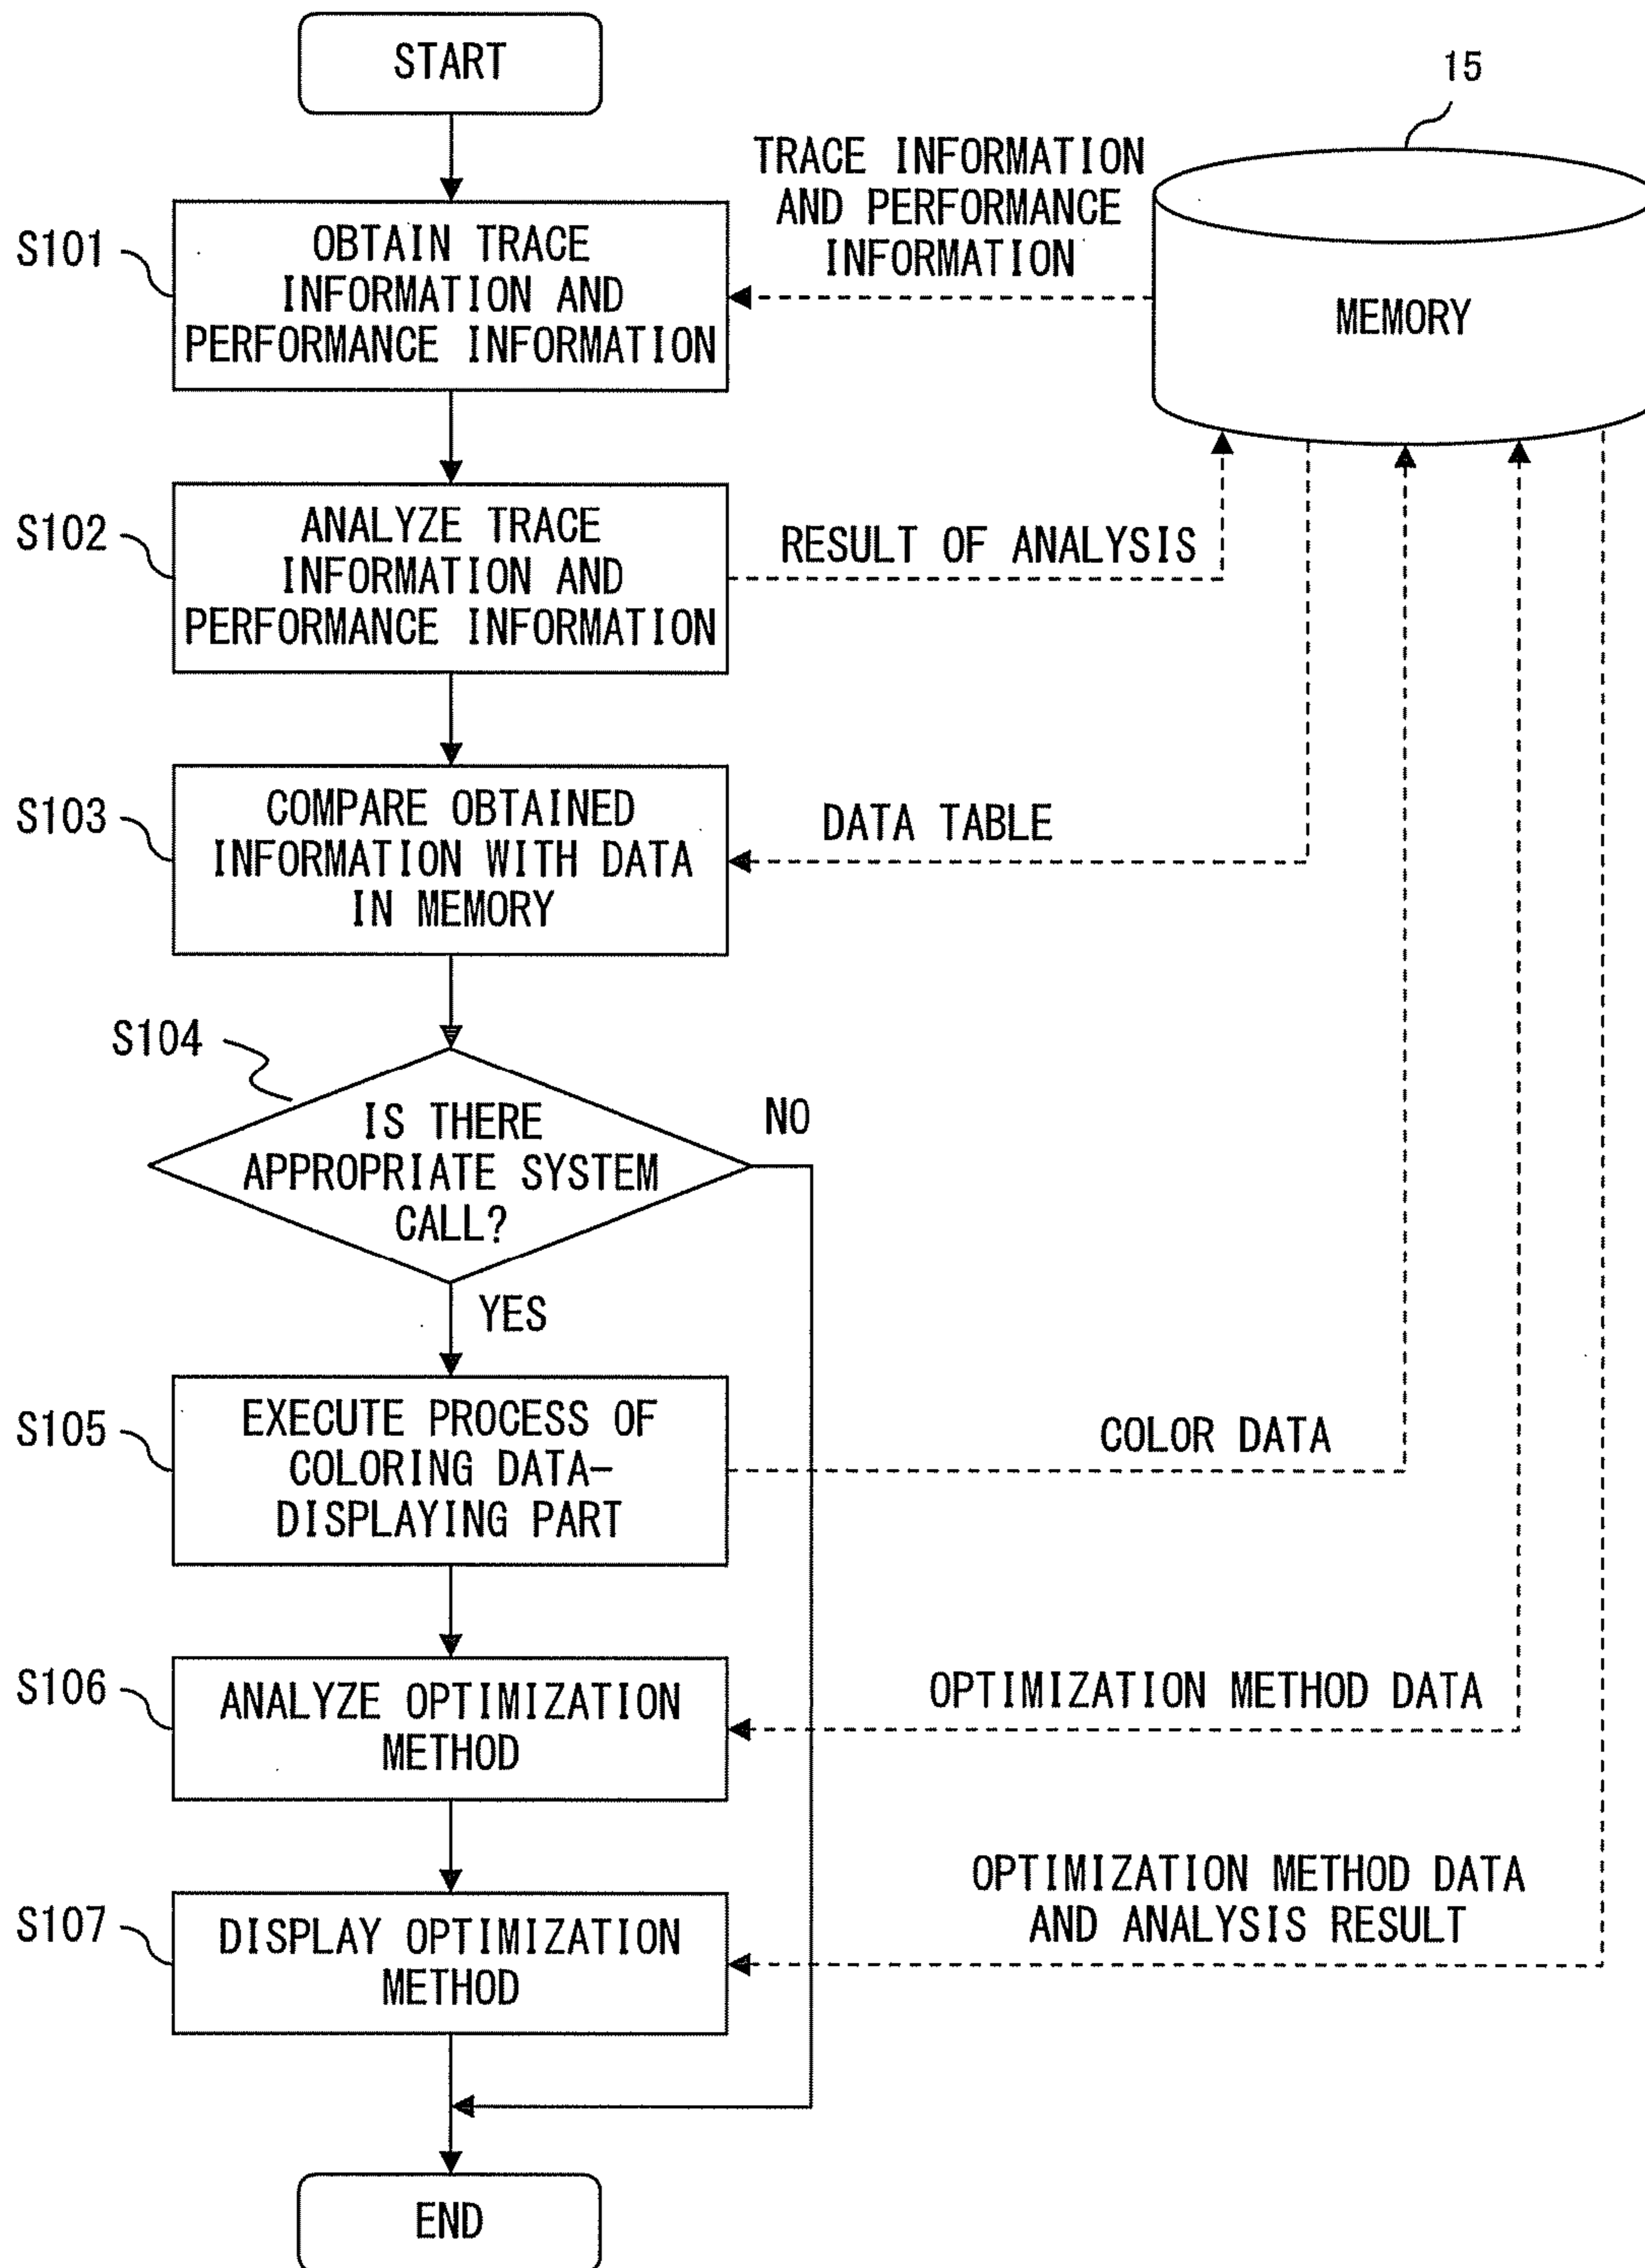 START
15
TRACE INFORMATION
AND PERFORMANCE
INFORMATION
MEMORY
S101
OBTAIN TRACE
INFORMATION AND
PERFORMANCE INFORMATION
S102
ANALYZE TRACE
INFORMATION AND
PERFORMANCE INFORMATION
RESULT OF ANALYSIS
S103
COMPARE OBTAINED
INFORMATION WITH DATA
IN MEMORY
DATA TABLE
S104
IS THERE
APPROPRIATE SYSTEM
CALL?
NO
YES
S105
EXECUTE PROCESS OF
COLORING DATA-
DISPLAYING PART
COLOR DATA
S106
ANALYZE OPTIMIZATION
METHOD
OPTIMIZATION METHOD DATA
S107
DISPLAY OPTIMIZATION
METHOD
OPTIMIZATION METHOD DATA
AND ANALYSIS RESULT
END